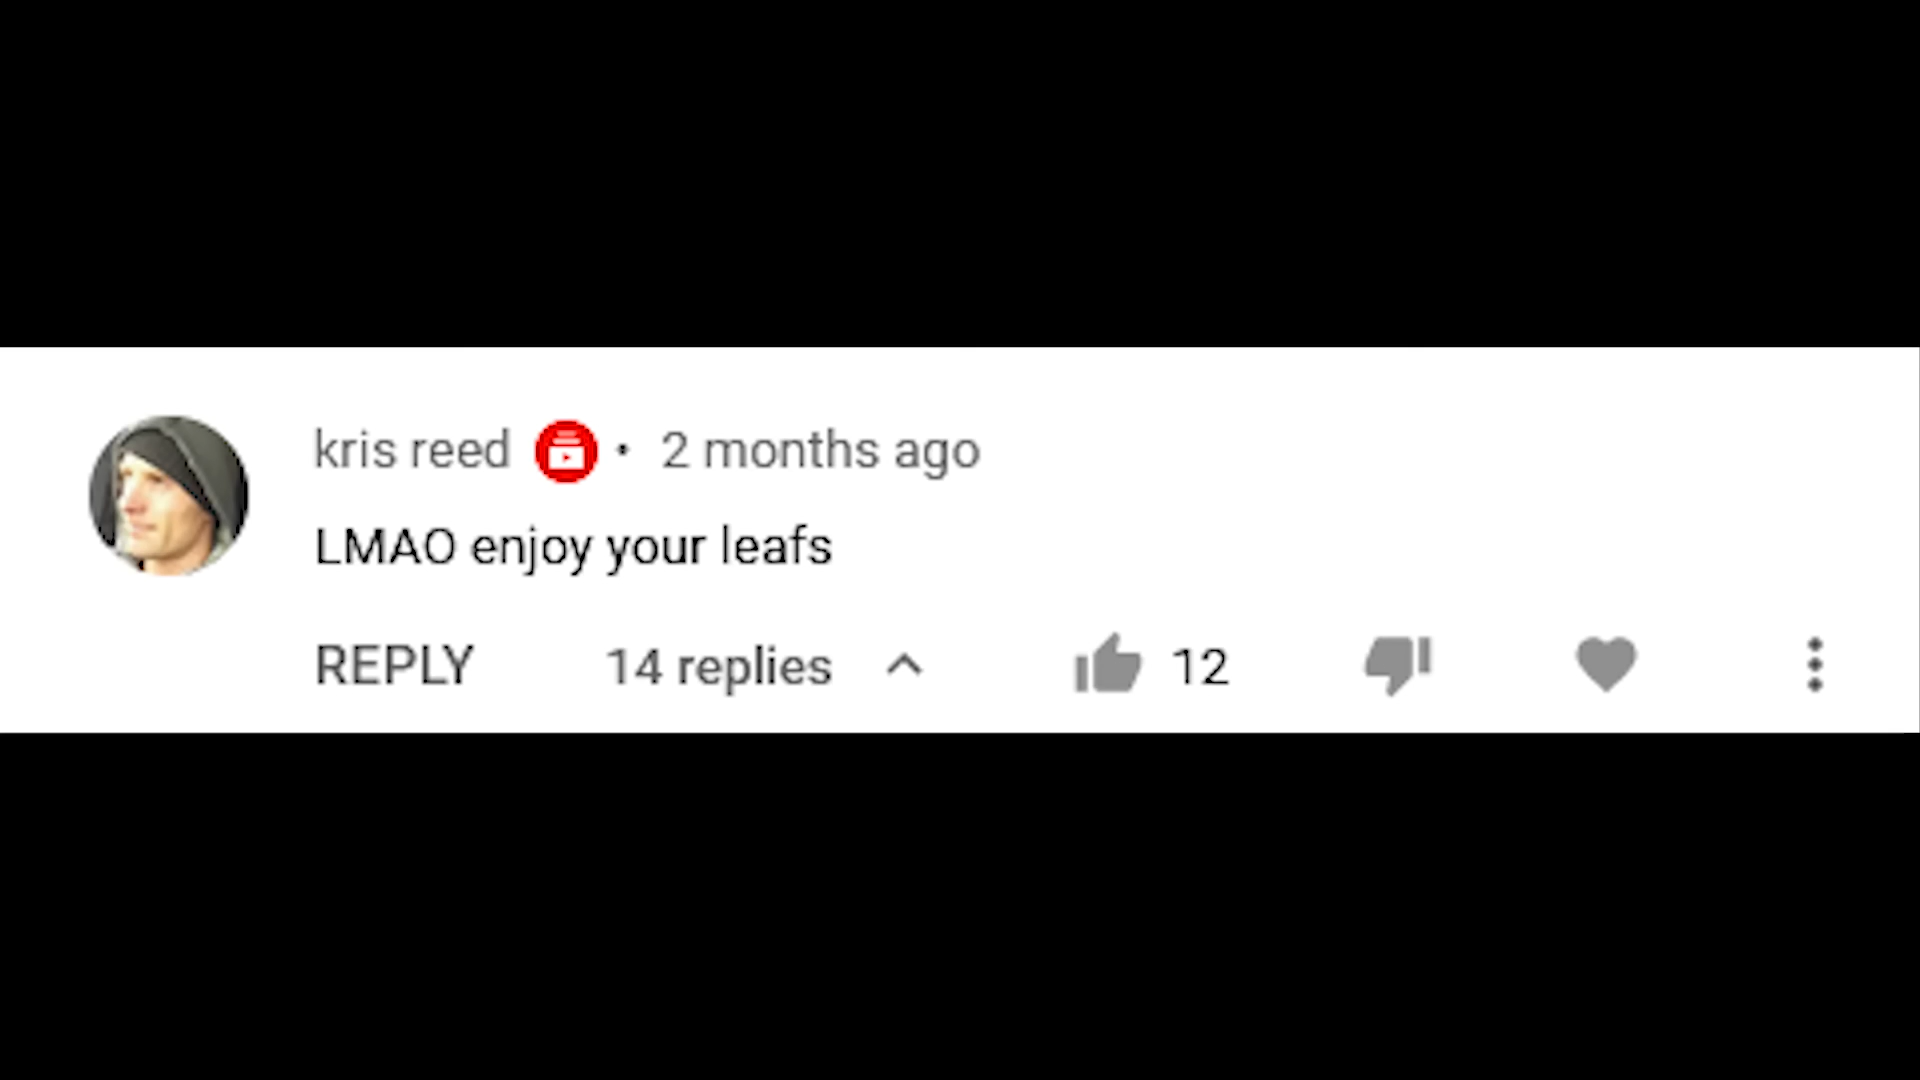 kris reed • 2 months ago
LMAO enjoy your leafs
REPLY 14 replies 12